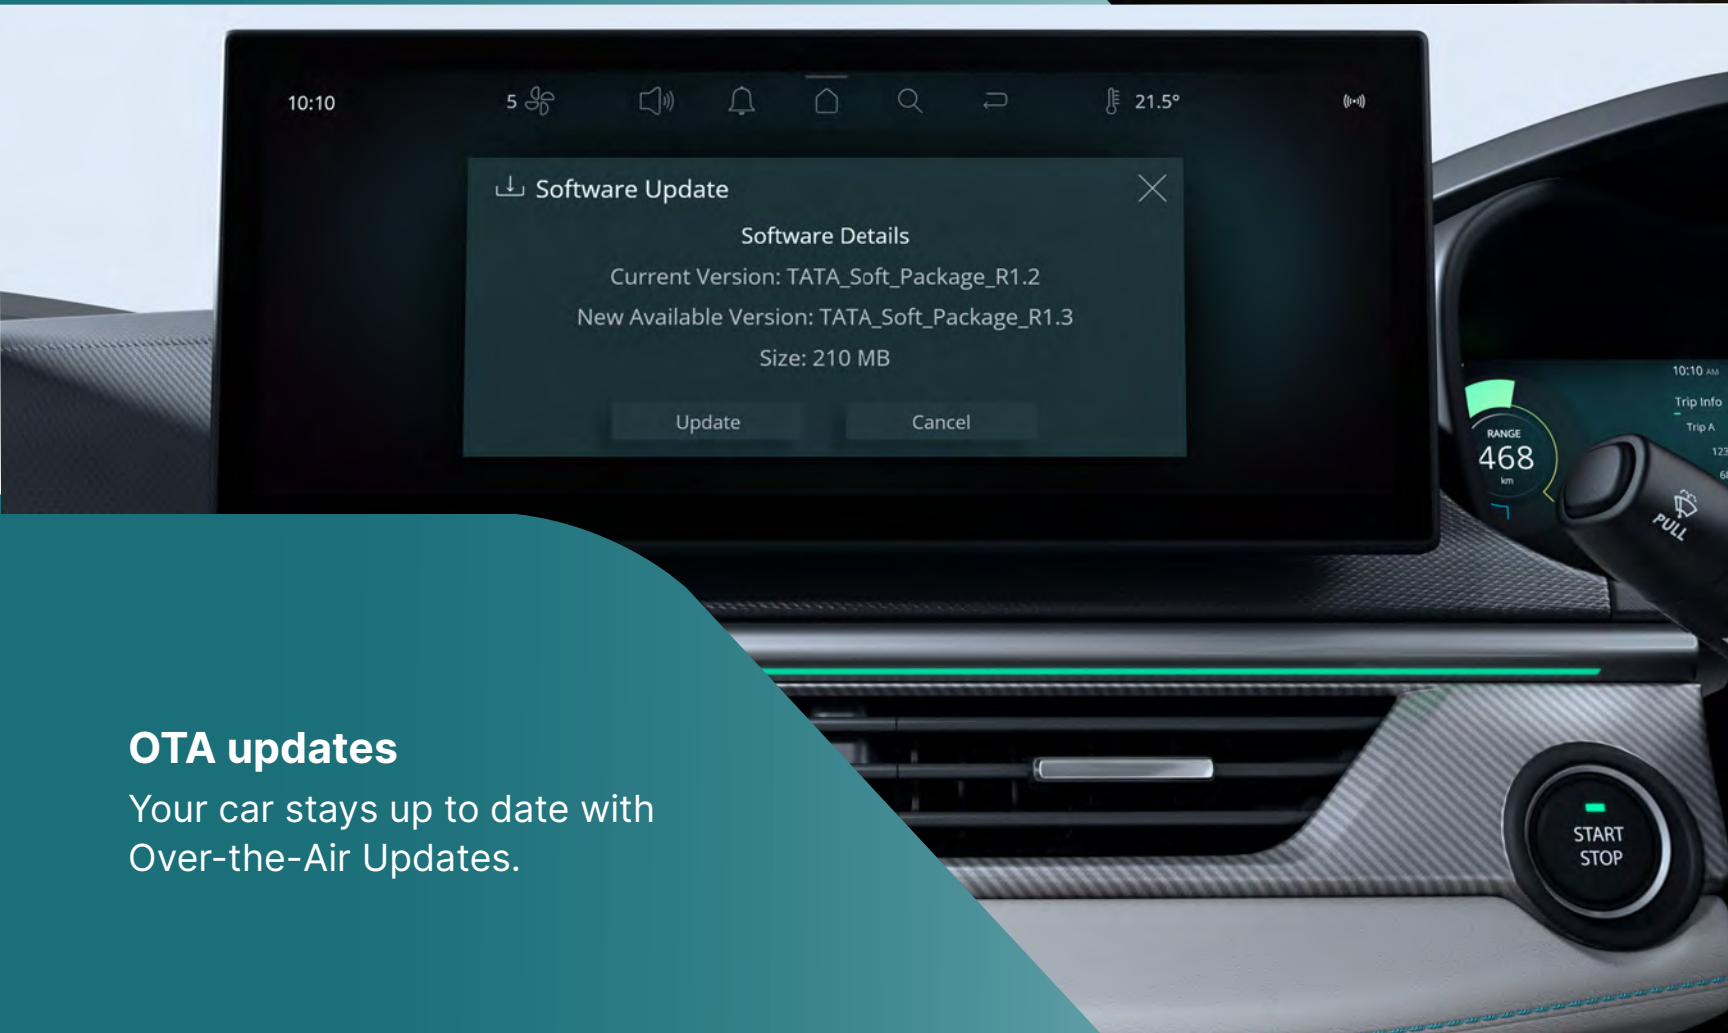 10:10
5
21.5°
Software Update
Software Details
Current Version: TATA_Soft_Package_R1.2
New Available Version: TATA_Soft_Package_R1.3
Size: 210 MB
Update
Cancel
10:10 AM
Trip Info
Trip A
123
RANGE
468
km
PULL
START
STOP
OTA updates
Your car stays up to date with
Over-the-Air Updates.